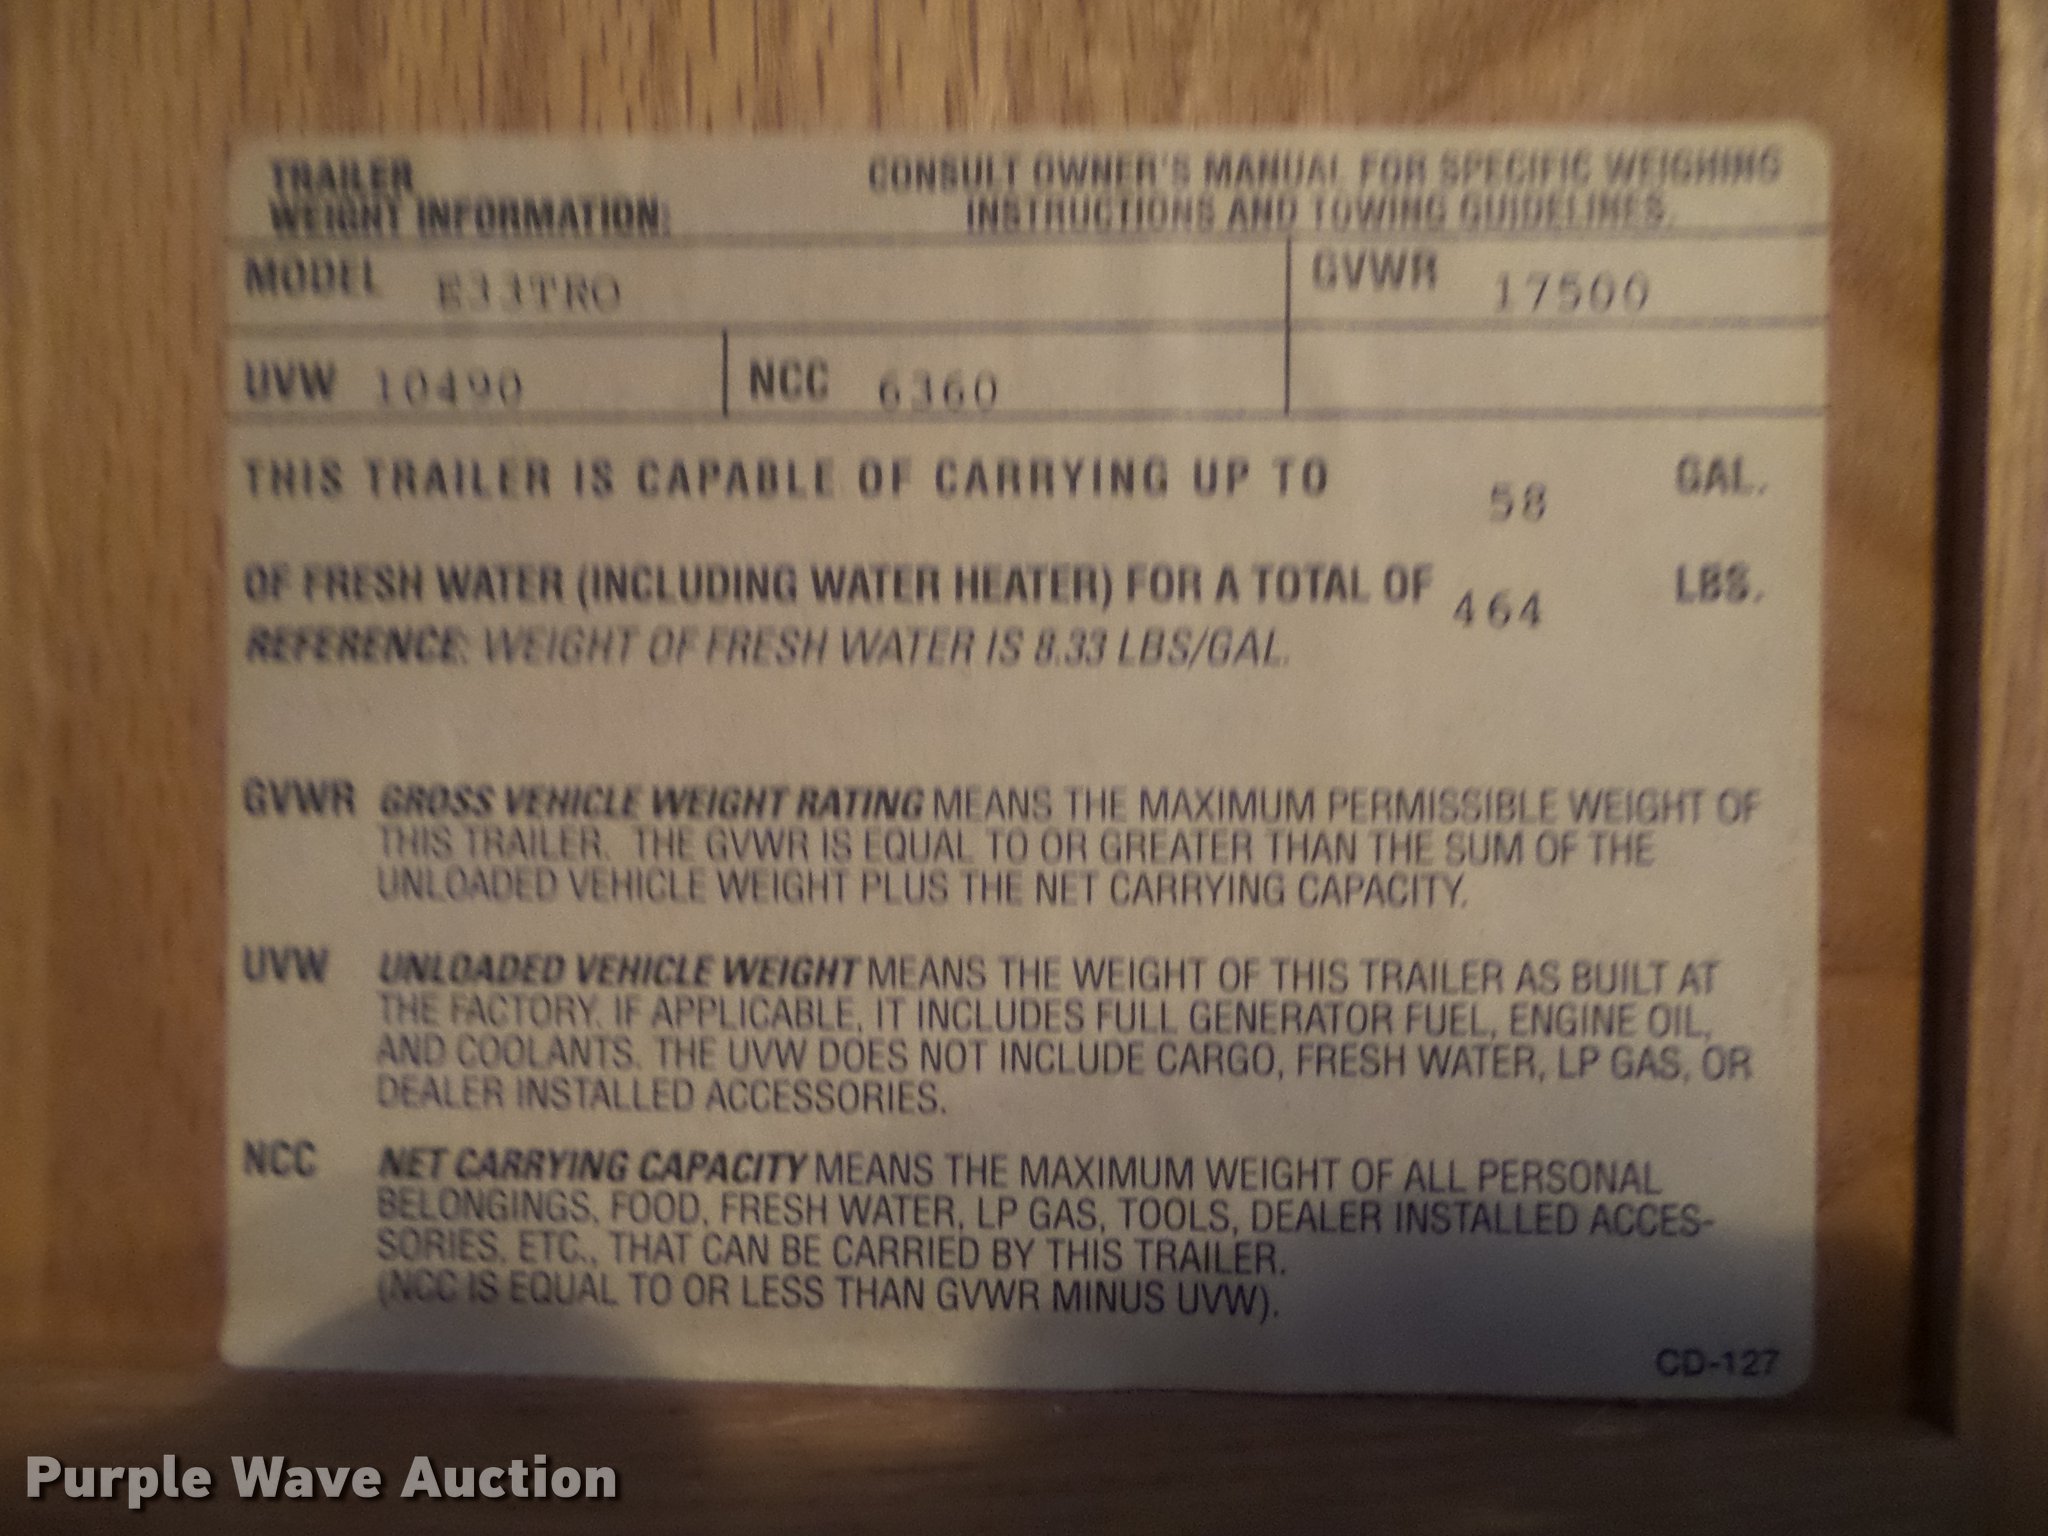 TRAILER
WEIGHT INFORMATION:
CONSULT OWNER'S MANUAL FOR SPECIFIC WEIGHING
INSTRUCTIONS AND TOWING GUIDELINES.
MODEL E33TRO
GVWR 17500
UVW 10490
NCC 6360
THIS TRAILER IS CAPABLE OF CARRYING UP TO 58 GAL.
OF FRESH WATER (INCLUDING WATER HEATER) FOR A TOTAL OF 464 LBS.
REFERENCE: WEIGHT OF FRESH WATER IS 8.33 LBS/GAL.
GVWR GROSS VEHICLE WEIGHT RATING MEANS THE MAXIMUM PERMISSIBLE WEIGHT OF
THIS TRAILER. THE GVWR IS EQUAL TO OR GREATER THAN THE SUM OF THE
UNLOADED VEHICLE WEIGHT PLUS THE NET CARRYING CAPACITY.
UVW UNLOADED VEHICLE WEIGHT MEANS THE WEIGHT OF THIS TRAILER AS BUILT AT
THE FACTORY. IF APPLICABLE, IT INCLUDES FULL GENERATOR FUEL, ENGINE OIL,
AND COOLANTS. THE UVW DOES NOT INCLUDE CARGO, FRESH WATER, LP GAS, OR
DEALER INSTALLED ACCESSORIES.
NCC NET CARRYING CAPACITY MEANS THE MAXIMUM WEIGHT OF ALL PERSONAL
BELONGINGS, FOOD, FRESH WATER, LP GAS, TOOLS, DEALER INSTALLED ACCES-
SORIES, ETC., THAT CAN BE CARRIED BY THIS TRAILER.
(NCC IS EQUAL TO OR LESS THAN GVWR MINUS UVW).
CD-127
Purple Wave Auction